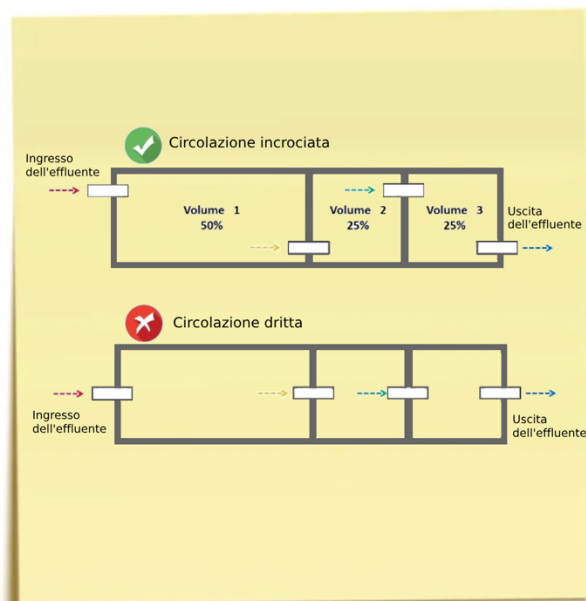 Circolazione incrociata
Ingresso
dell'effluente
Volume 1
50%
Volume 2
25%
Volume 3
25%
Uscita
dell'effluente
Circolazione dritta
Ingresso
dell'effluente
Uscita
dell'effluente